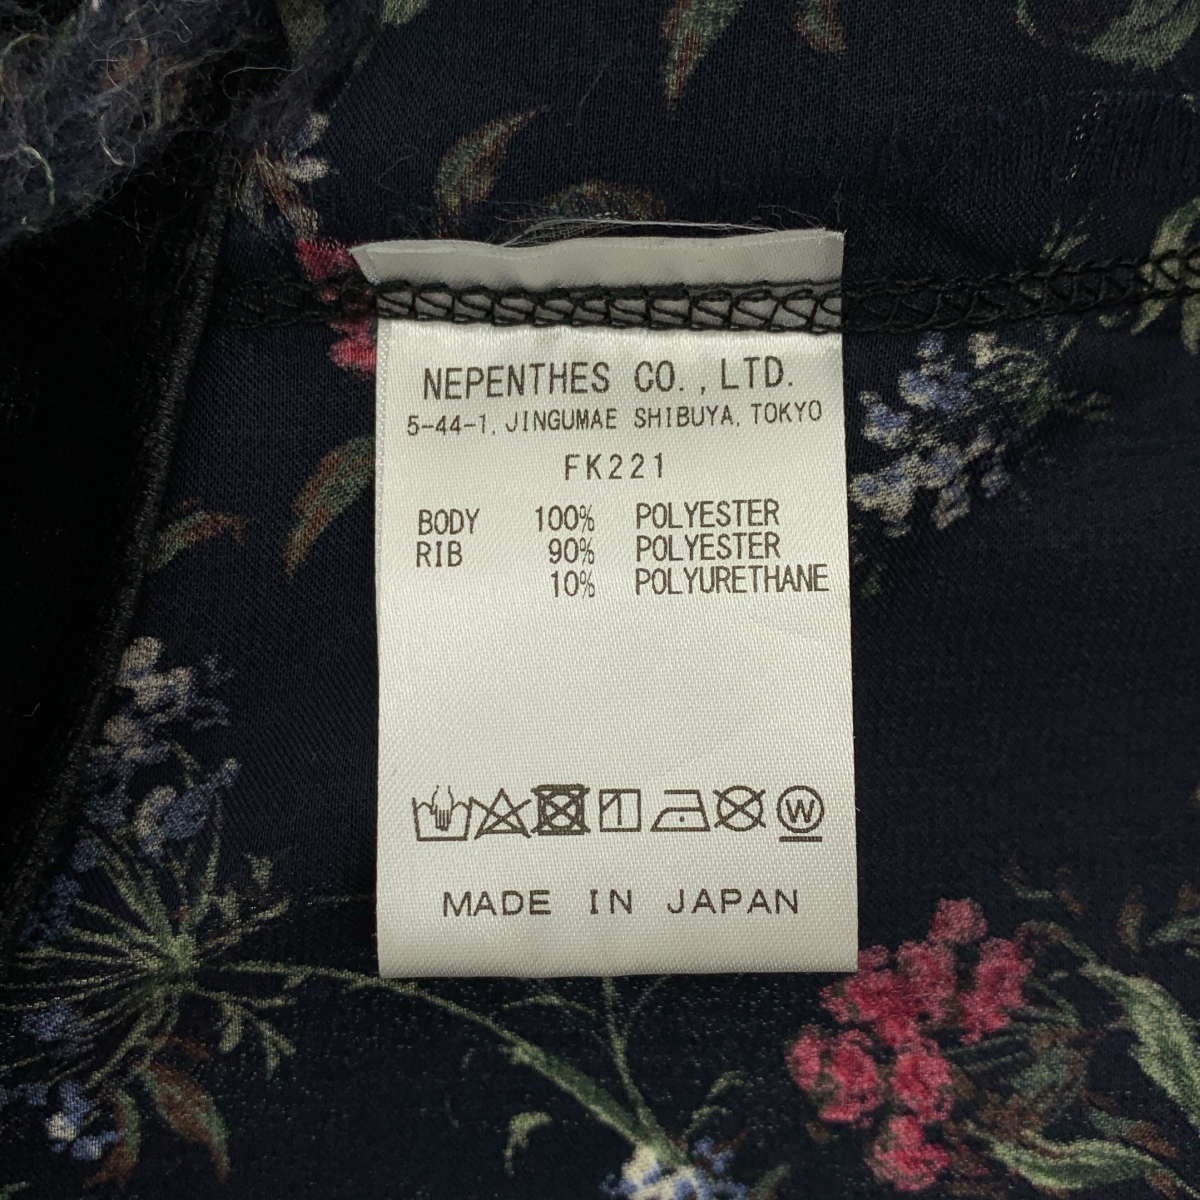 NEPENTHES CO.,LTD.
5-44-1, JINGUMAE SHIBUYA, TOKYO
FK221
BODY 100% POLYESTER
RIB 90% POLYESTER
10% POLYURETHANE
W
MADE IN JAPAN